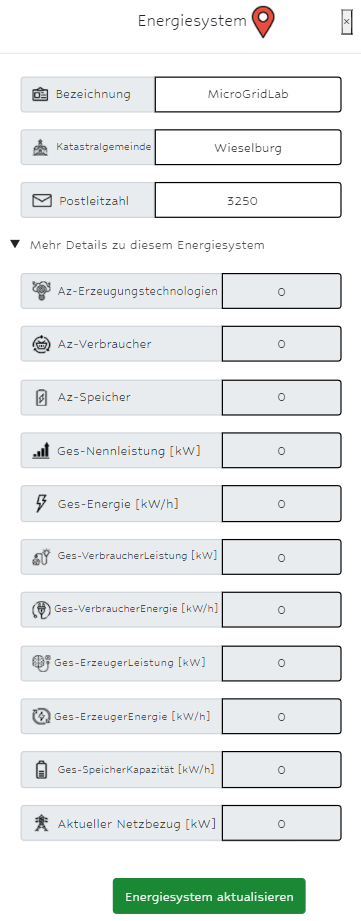 Energiesystem
×
Bezeichnung MicroGridLab
Katastralgemeinde Wieselburg
Postleitzahl 3250
▼ Mehr Details zu diesem Energiesystem
Az-Erzeugungstechnologien 0
Az-Verbraucher 0
Az-Speicher 0
Ges-Nennleistung [kW] 0
Ges-Energie [kW/h] 0
Ges-VerbraucherLeistung [kW] 0
Ges-VerbraucherEnergie [kW/h] 0
Ges-ErzeugerLeistung [kW] 0
Ges-ErzeugerEnergie [kW/h] 0
Ges-SpeicherKapazität [kW/h] 0
Aktueller Netzbezug [kW] 0
Energiesystem aktualisieren